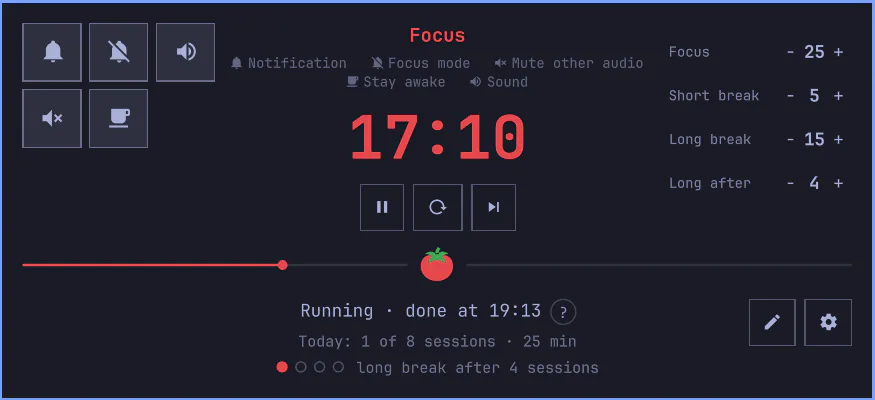 Focus
Notification Focus mode Mute other audio
Stay awake Sound
17:10
Focus - 25 +
Short break - 5 +
Long break - 15 +
Long after - 4 +
Running · done at 19:13 ?
Today: 1 of 8 sessions · 25 min
long break after 4 sessions